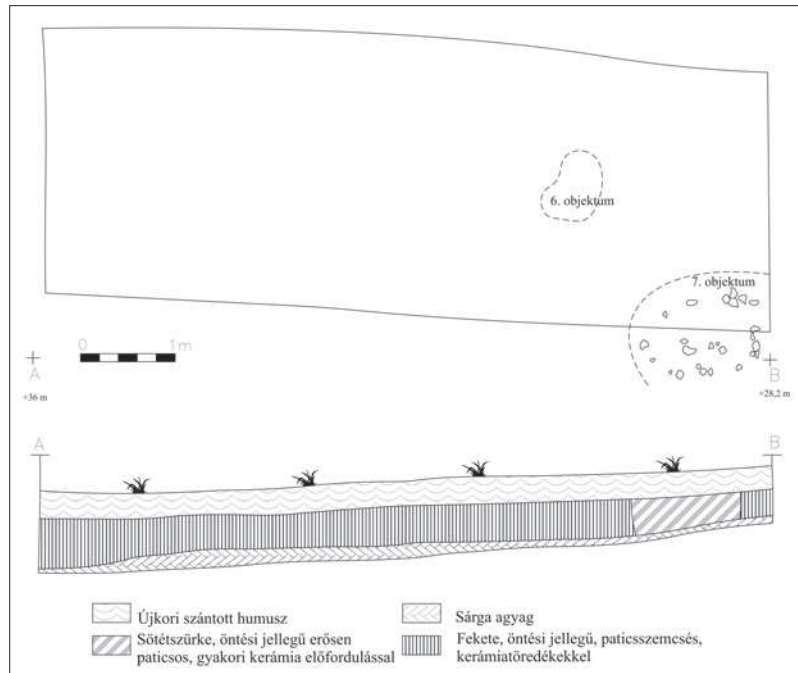 6. objektum
7. objektum
0 1m
A B
+36 m +28,2 m
A B
Újkori szántott humusz
Sárga agyag
Sötétszürke, öntési jellegű erősen
paticsos, gyakori kerámia előfordulással
Fekete, öntési jellegű, paticsszemcsés,
kerámiatöredékekkel